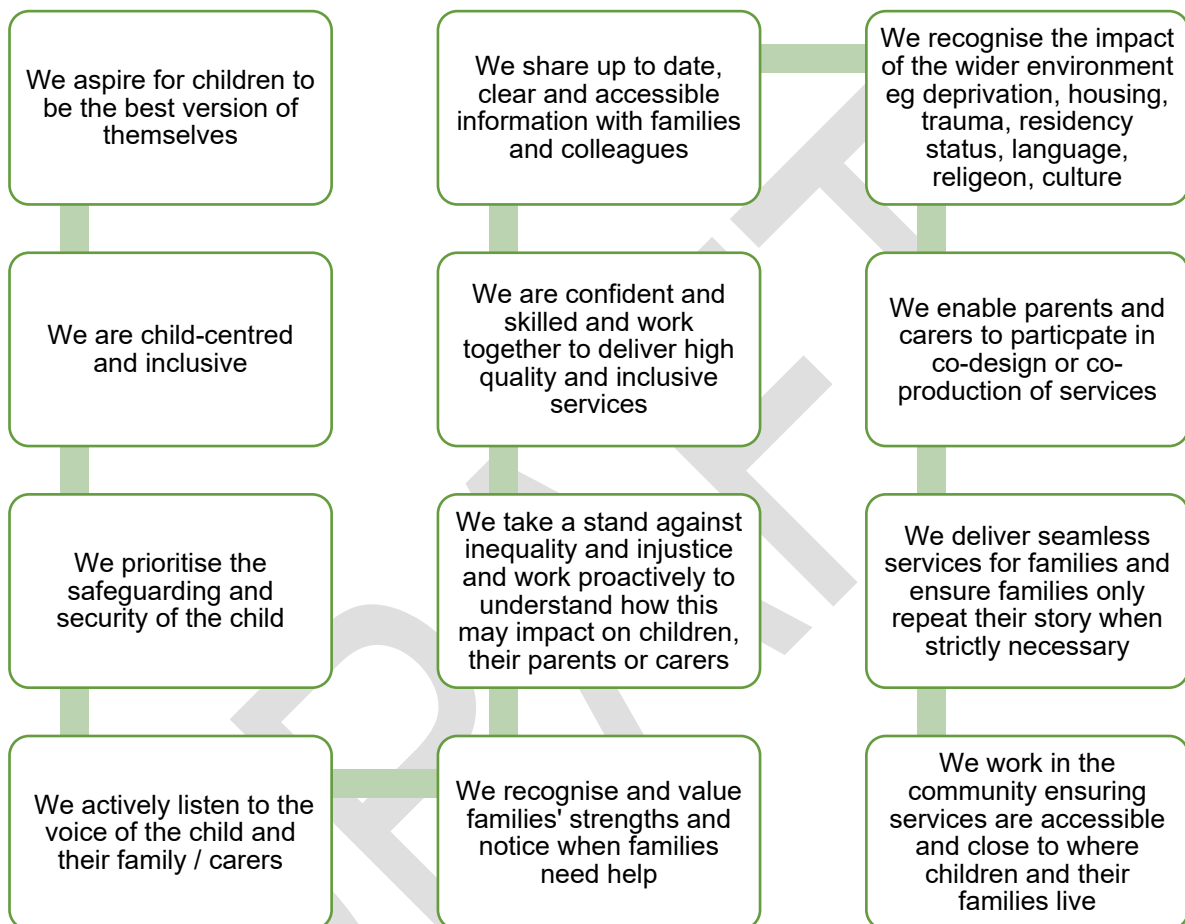 We aspire for children to
be the best version of
themselves
We are child-centred
and inclusive
We prioritise the
safeguarding and
security of the child
We actively listen to the
voice of the child and
their family / carers
We recognise and value
families' strengths and
notice when families
need help
We take a stand against
inequality and injustice
and work proactively to
understand how this
may impact on children,
their parents or carers
We are confident and
skilled and work
together to deliver high
quality and inclusive
services
We share up to date,
clear and accessible
information with families
and colleagues
We recognise the impact
of the wider environment
eg deprivation, housing,
trauma, residency
status, language,
religeon, culture
We enable parents and
carers to particpate in
co-design or co-
production of services
We deliver seamless
services for families and
ensure families only
repeat their story when
strictly necessary
We work in the
community ensuring
services are accessible
and close to where
children and their
families live
DRAFT